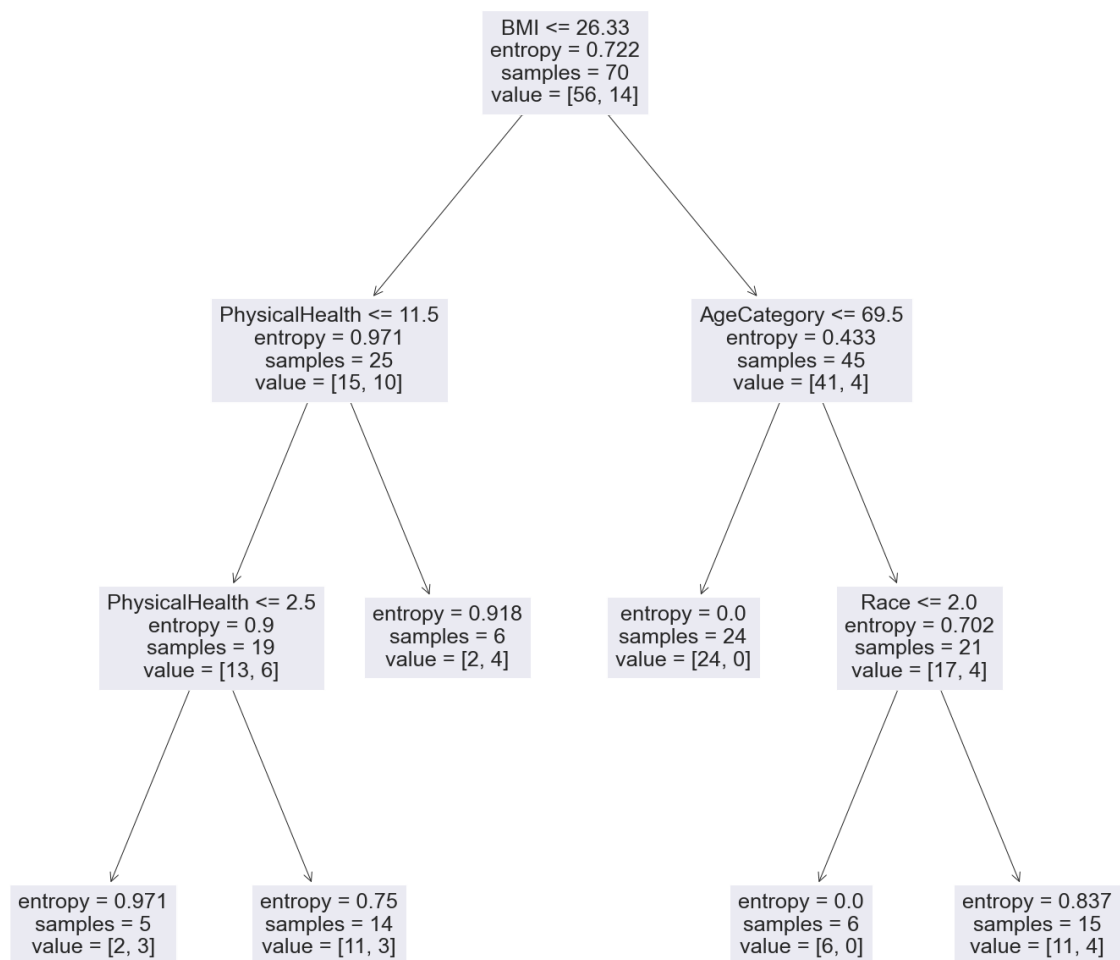 BMI <= 26.33
entropy = 0.722
samples = 70
value = [56, 14]
PhysicalHealth <= 11.5
entropy = 0.971
samples = 25
value = [15, 10]
AgeCategory <= 69.5
entropy = 0.433
samples = 45
value = [41, 4]
PhysicalHealth <= 2.5
entropy = 0.9
samples = 19
value = [13, 6]
entropy = 0.918
samples = 6
value = [2, 4]
entropy = 0.0
samples = 24
value = [24, 0]
Race <= 2.0
entropy = 0.702
samples = 21
value = [17, 4]
entropy = 0.971
samples = 5
value = [2, 3]
entropy = 0.75
samples = 14
value = [11, 3]
entropy = 0.0
samples = 6
value = [6, 0]
entropy = 0.837
samples = 15
value = [11, 4]